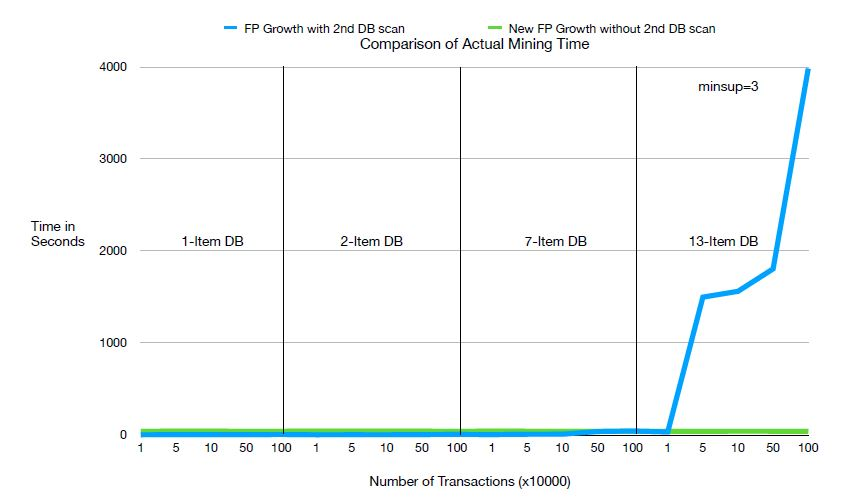 FP Growth with 2nd DB scan New FP Growth without 2nd DB scan
Comparison of Actual Mining Time
4000
minsup=3
3000
Time in
Seconds
1-Item DB 2-Item DB 7-Item DB 13-Item DB
2000
1000
0
1 5 10 50 100 1 5 10 50 100 1 5 10 50 100 1 5 10 50 100
Number of Transactions (x10000)